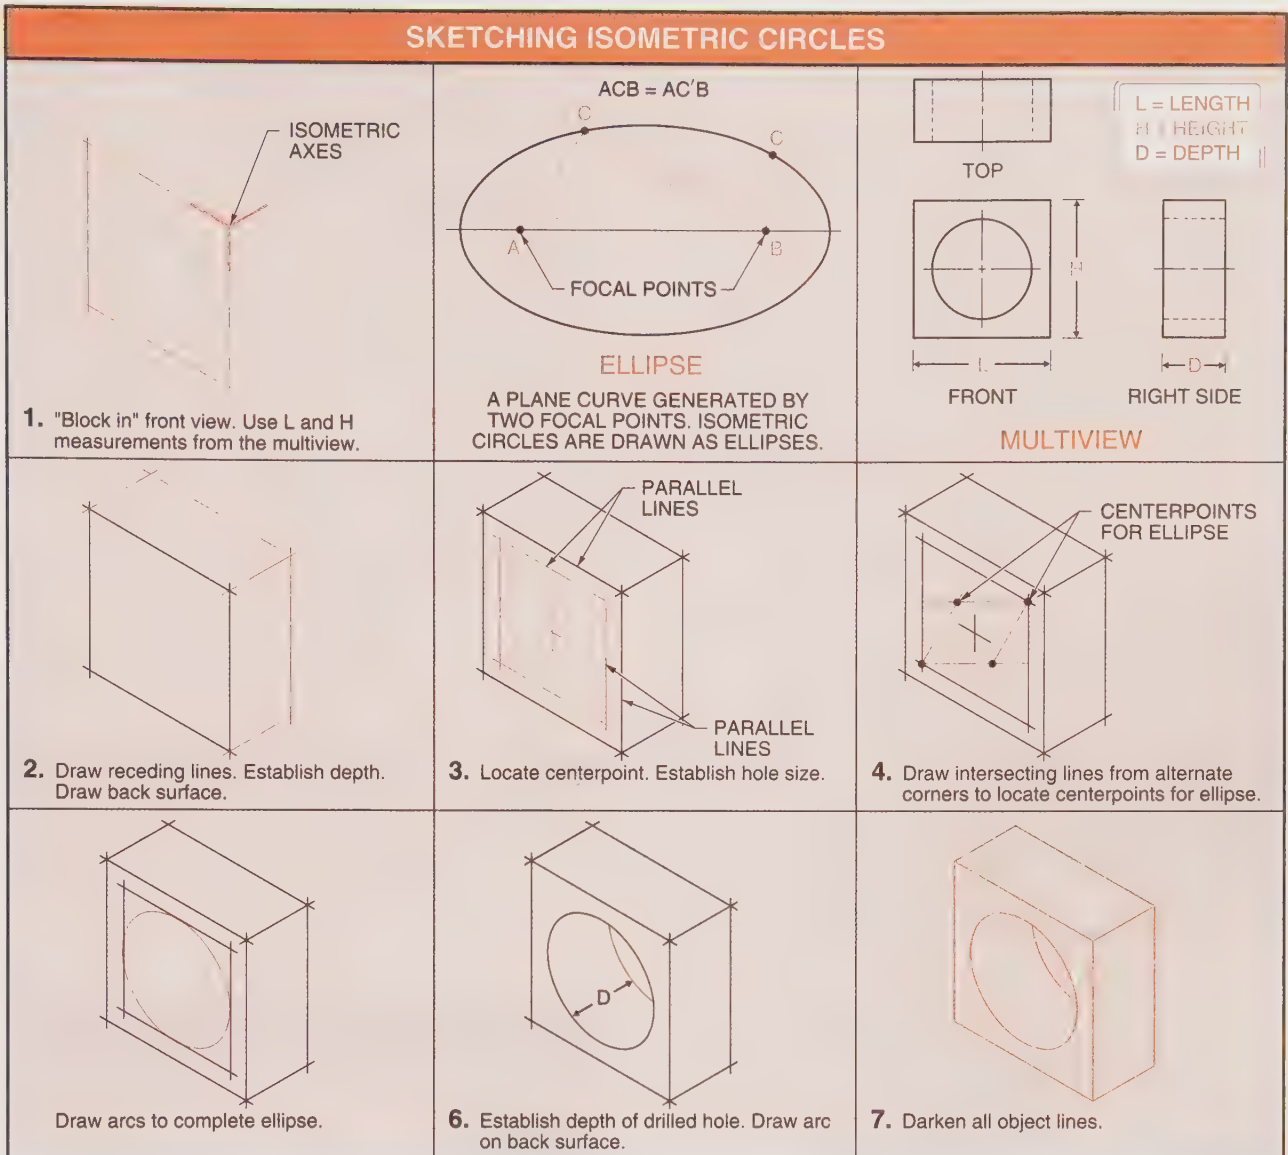 SKETCHING ISOMETRIC CIRCLES
ISOMETRIC
AXES
1. "Block in" front view. Use L and H
measurements from the multiview.
ACB = AC'B
C
C
A
B
FOCAL POINTS
ELLIPSE
A PLANE CURVE GENERATED BY
TWO FOCAL POINTS. ISOMETRIC
CIRCLES ARE DRAWN AS ELLIPSES.
L = LENGTH
H = HEIGHT
D = DEPTH
TOP
H
L
D
FRONT
RIGHT SIDE
MULTIVIEW
2. Draw receding lines. Establish depth.
Draw back surface.
PARALLEL
LINES
PARALLEL
LINES
3. Locate centerpoint. Establish hole size.
CENTERPOINTS
FOR ELLIPSE
4. Draw intersecting lines from alternate
corners to locate centerpoints for ellipse.
Draw arcs to complete ellipse.
D
6. Establish depth of drilled hole. Draw arc
on back surface.
7. Darken all object lines.